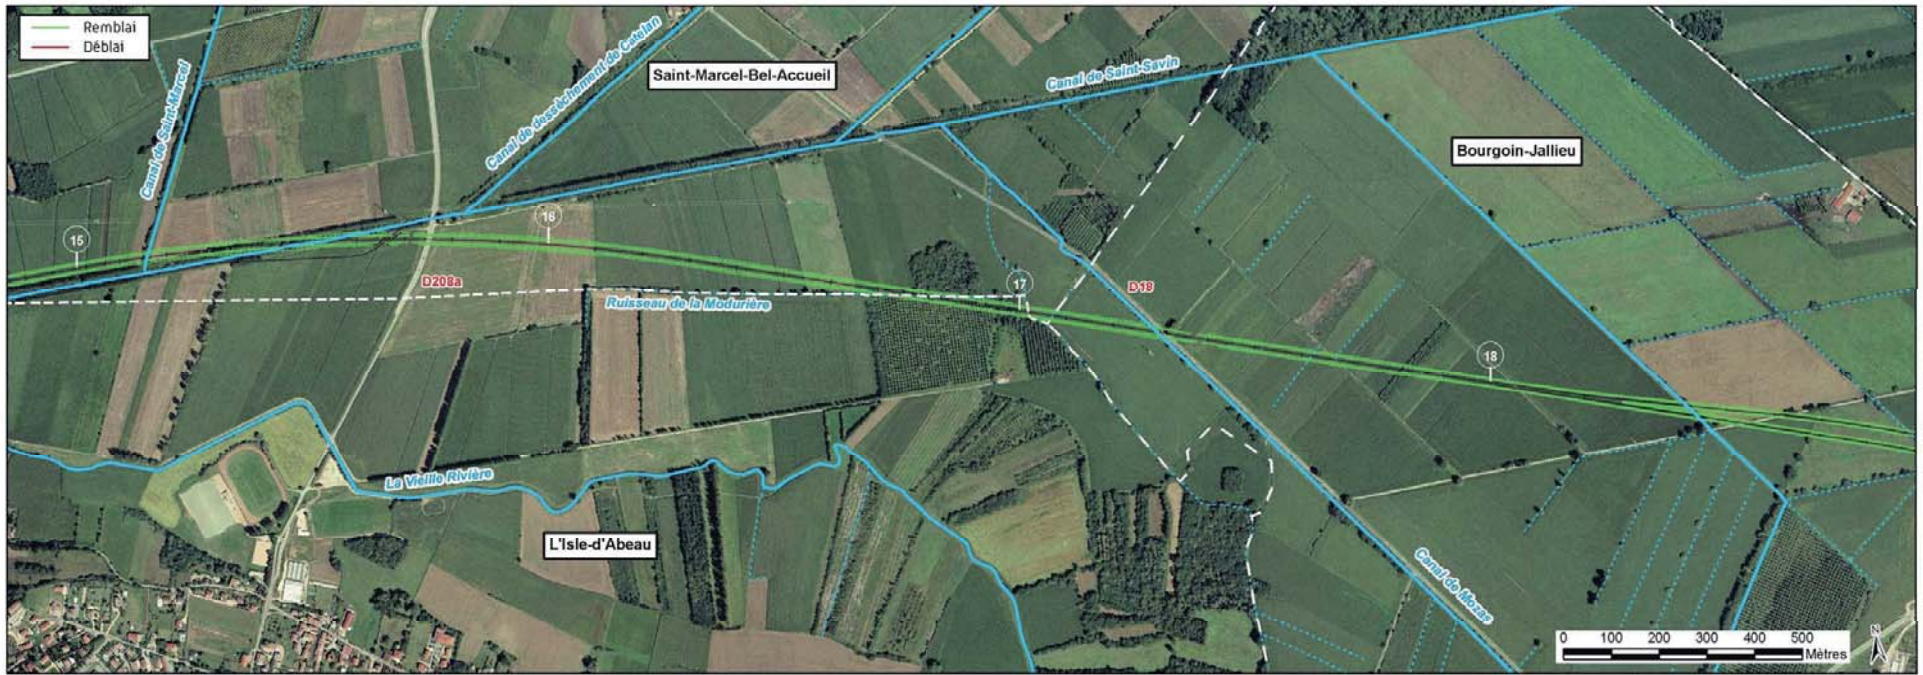 Remblai
Déblai
Canal de Saint-Marcel
Canal de dessèchement de Catelan
Saint-Marcel-Bel-Accueil
Canal de Saint-Savin
Bourgoin-Jallieu
15
16
D208a
Ruisseau de la Modurière
17
D18
18
La Vieille Rivière
L'Isle-d'Abeau
Canal de Mozas
0 100 200 300 400 500
Mètres
N